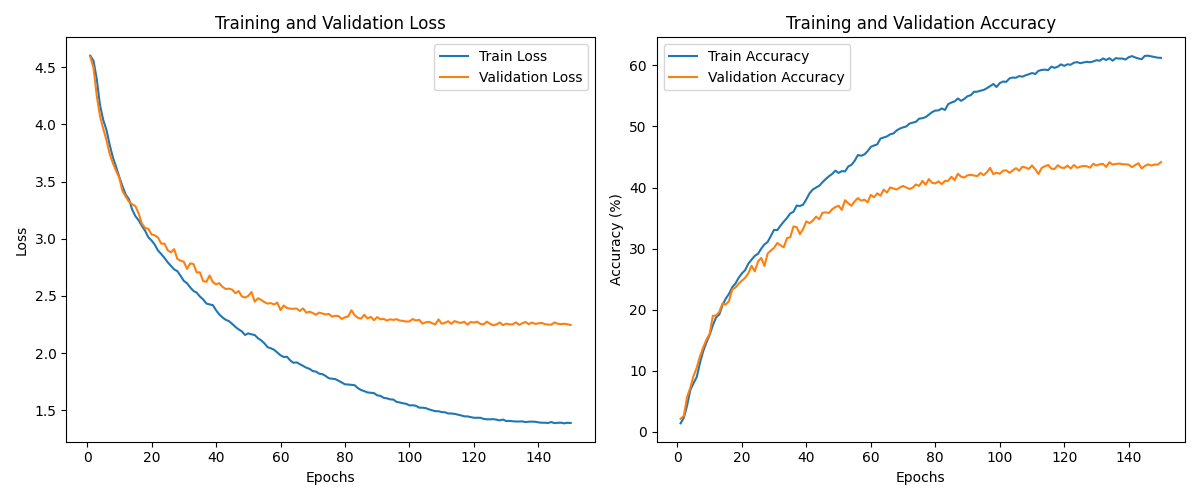 Training and Validation Loss
Train Loss
Validation Loss
4.5
4.0
3.5
3.0
2.5
2.0
1.5
Loss
0 20 40 60 80 100 120 140
Epochs
Training and Validation Accuracy
Train Accuracy
Validation Accuracy
60
50
40
30
20
10
0
Accuracy (%)
0 20 40 60 80 100 120 140
Epochs